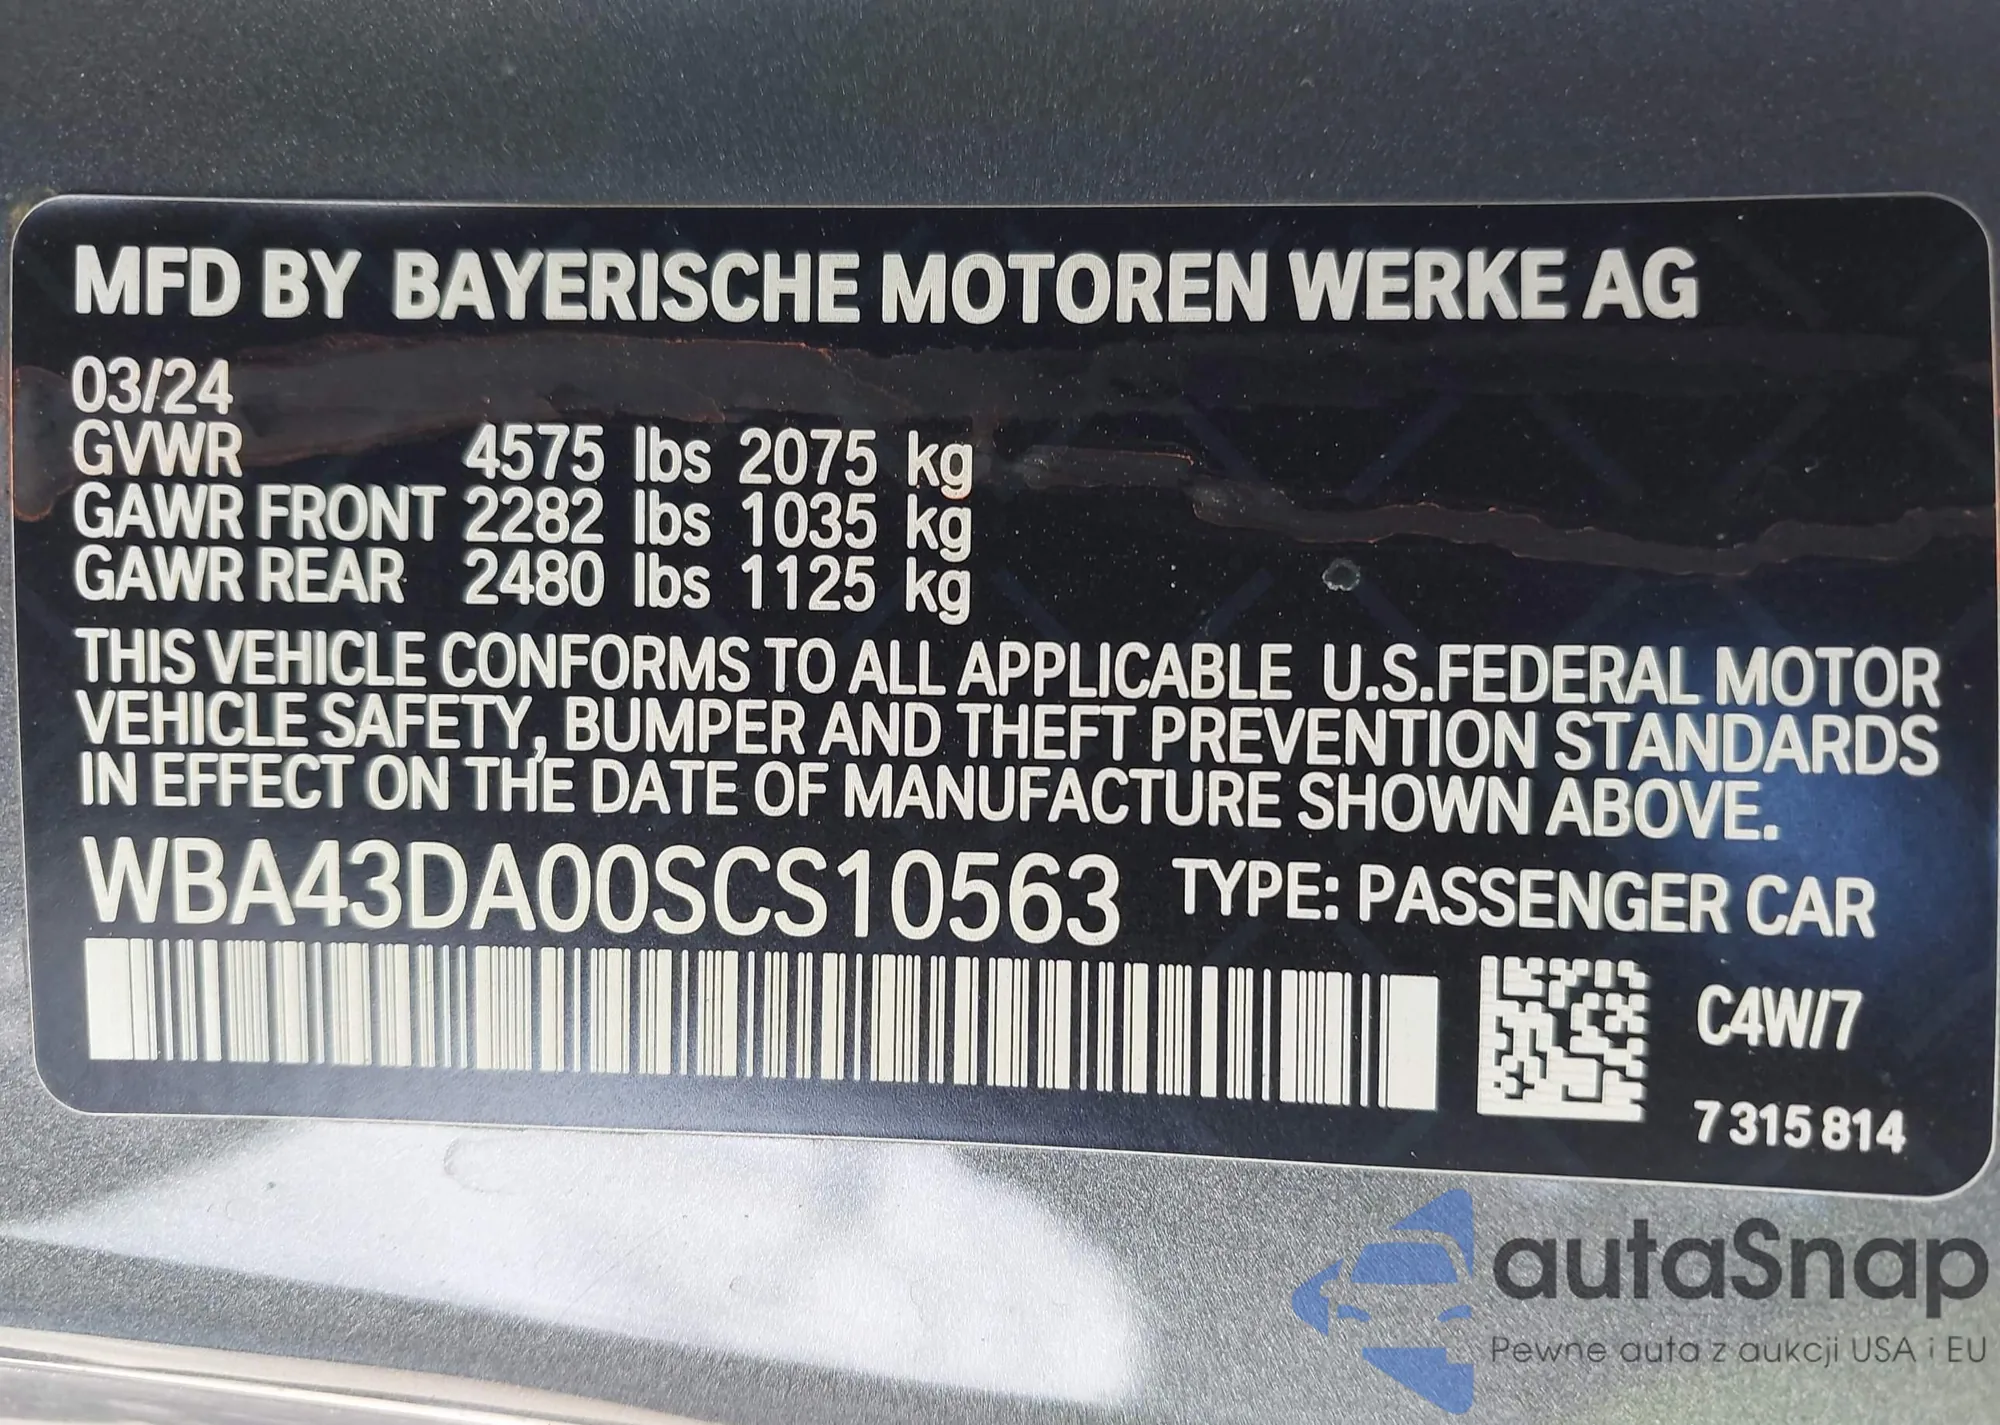 MFD BY BAYERISCHE MOTOREN WERKE AG
03/24
GVWR 4575 lbs 2075 kg
GAWR FRONT 2282 lbs 1035 kg
GAWR REAR 2480 lbs 1125 kg
THIS VEHICLE CONFORMS TO ALL APPLICABLE U.S.FEDERAL MOTOR
VEHICLE SAFETY, BUMPER AND THEFT PREVENTION STANDARDS
IN EFFECT ON THE DATE OF MANUFACTURE SHOWN ABOVE.
WBA43DA00SCS10563 TYPE: PASSENGER CAR
C4W/7
7 315 814
autaSnap
Pewne auta z aukcji USA i EU